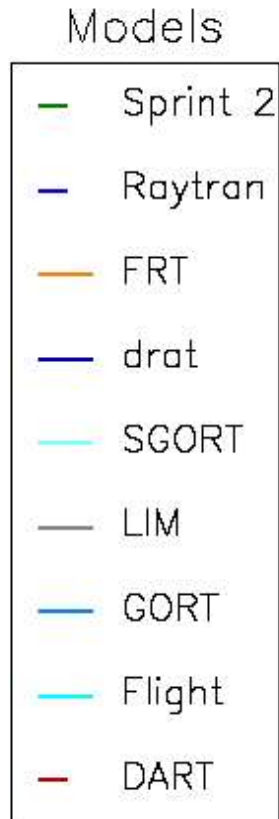 Models
Sprint 2
Raytran
FRT
drat
SGORT
LIM
GORT
Flight
DART